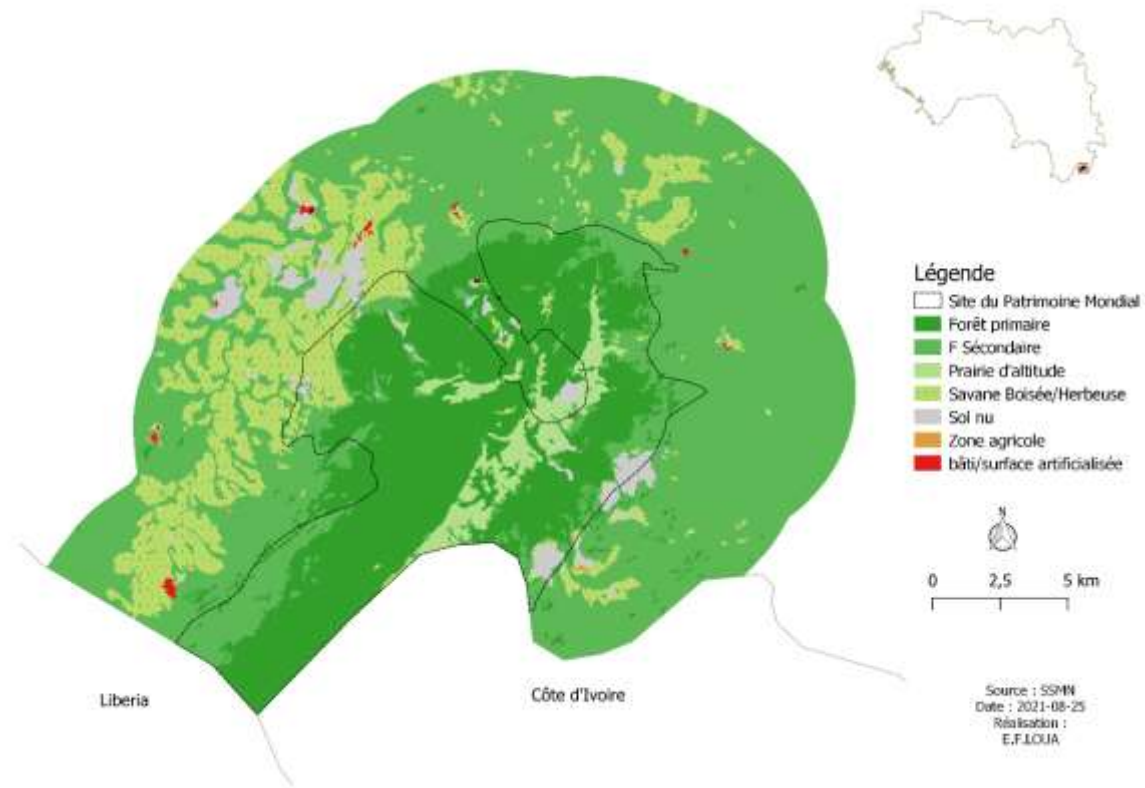 Légende
Site du Patrimoine Mondial
Forêt primaire
F Sécondaire
Prairie d'altitude
Savane Boisée/Herbeuse
Sol nu
Zone agricole
bâti/surface artificialisée
N
0 2,5 5 km
Liberia
Côte d'Ivoire
Source : SSMN
Date : 2021-08-25
Réalisation :
E.F.LOUA